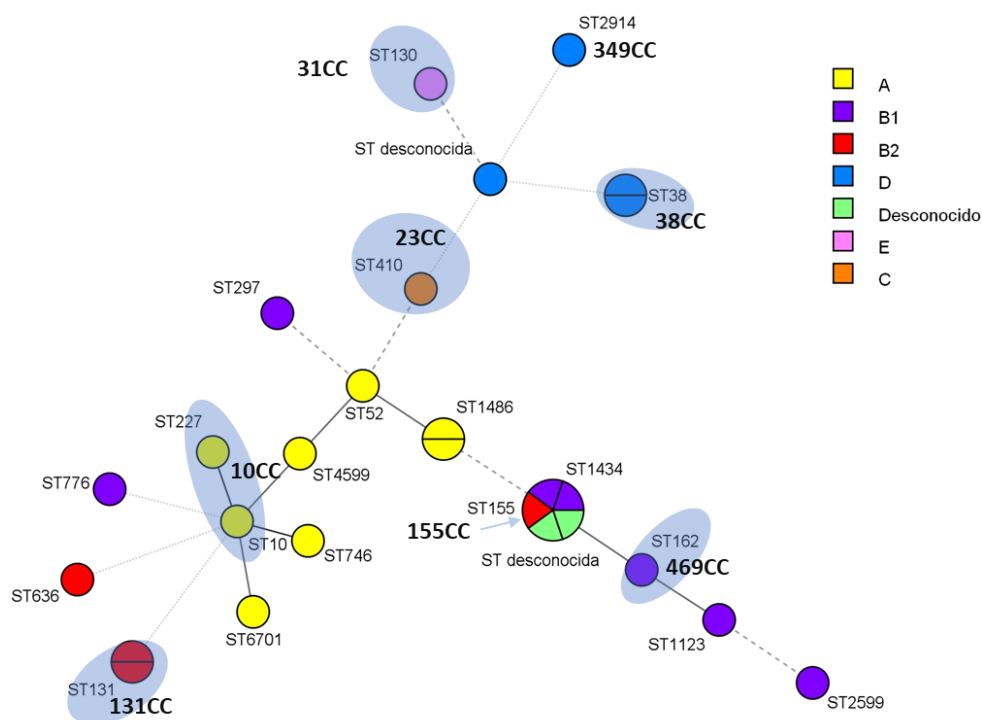 ST2914
349CC
ST130
31CC
ST desconocida
ST38
38CC
23CC
ST410
ST297
ST52
ST1486
ST227
10CC
ST4599
ST776
ST10
ST746
ST636
ST6701
ST131
131CC
ST1434
ST155
155CC
ST desconocida
ST162
469CC
ST1123
ST2599
A
B1
B2
D
Desconocido
E
C